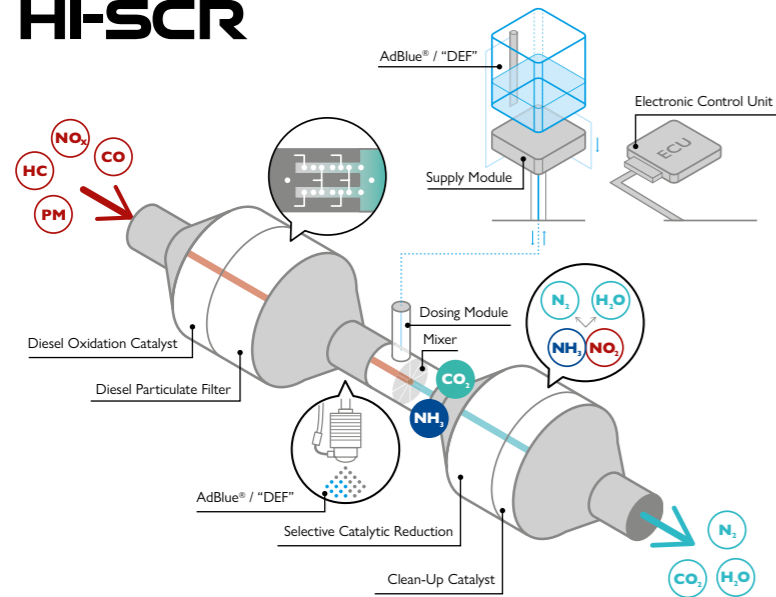 HI-SCR
AdBlue® / "DEF"
Electronic Control Unit
ECU
Supply Module
NOx
CO
HC
PM
Dosing Module
Mixer
N₂
H₂O
NH₃
NO₂
Diesel Oxidation Catalyst
Diesel Particulate Filter
CO₂
NH₃
AdBlue® / "DEF"
Selective Catalytic Reduction
Clean-Up Catalyst
N₂
CO₂
H₂O